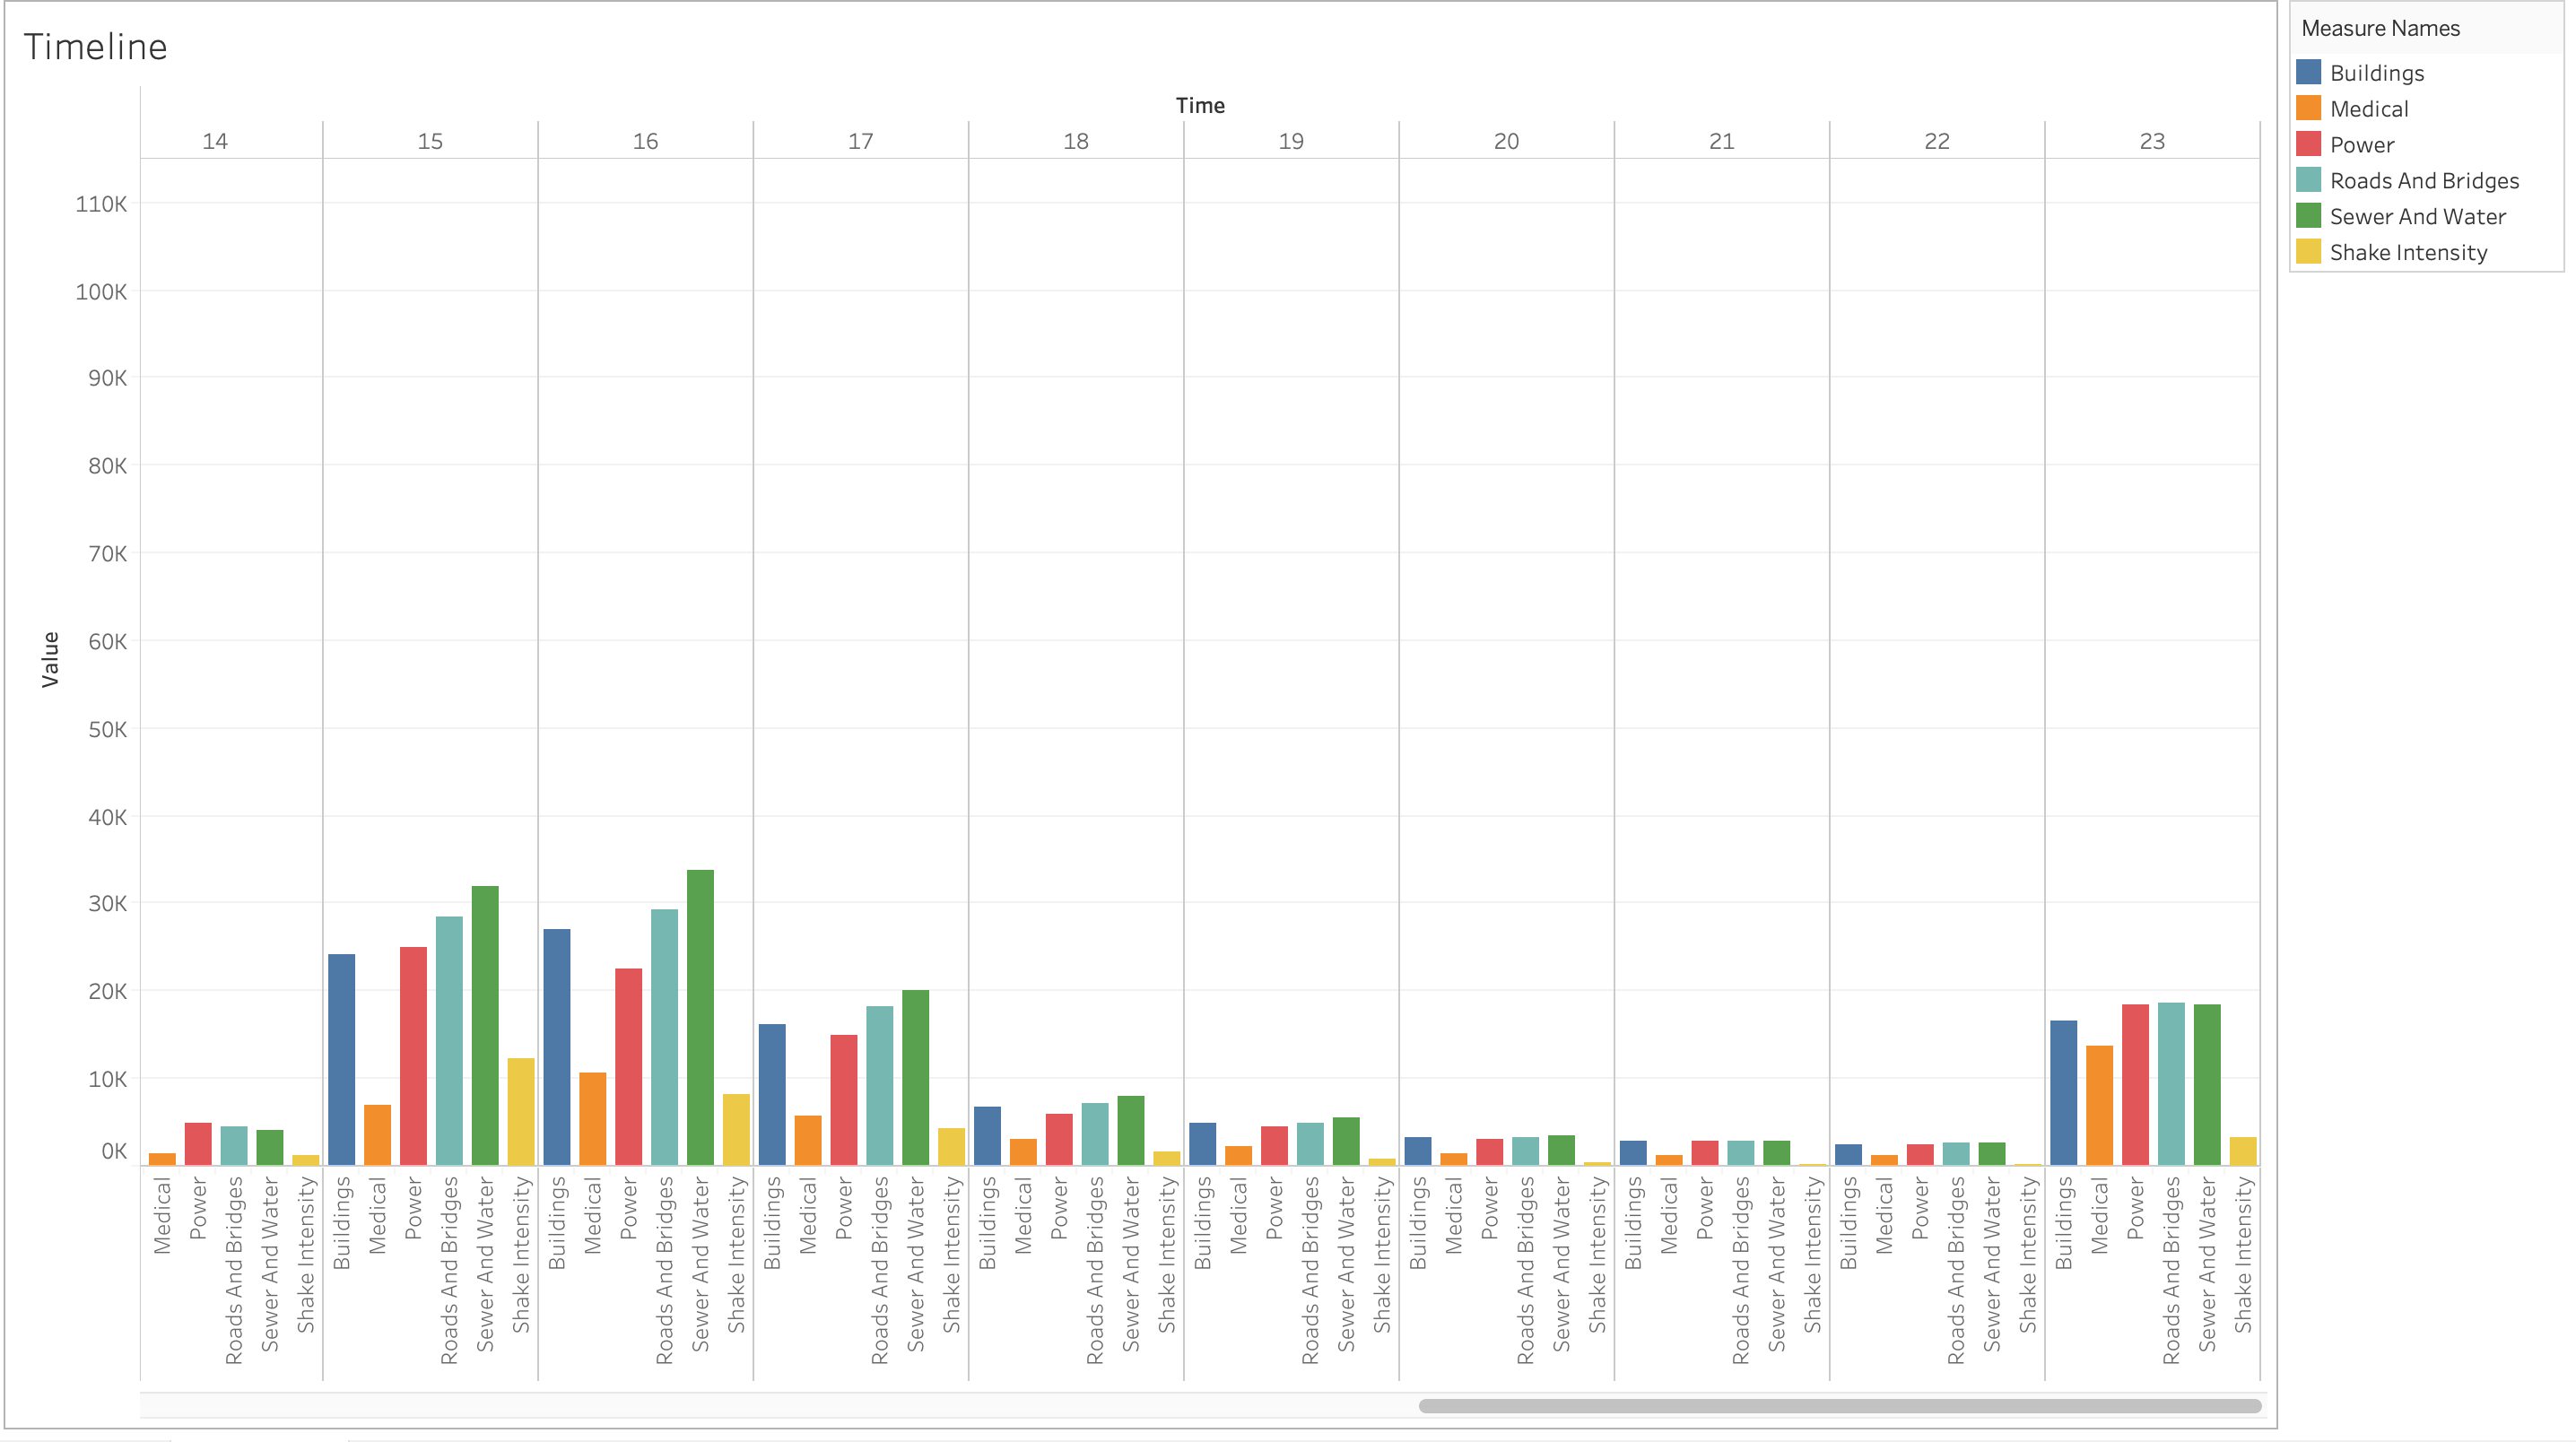 Timeline
Time
14 15 16 17 18 19 20 21 22 23
110K
100K
90K
80K
70K
60K
50K
40K
30K
20K
10K
0K
Value
Medical Power Roads And Bridges Sewer And Water Shake Intensity
Buildings Medical Power Roads And Bridges Sewer And Water Shake Intensity
Buildings Medical Power Roads And Bridges Sewer And Water Shake Intensity
Buildings Medical Power Roads And Bridges Sewer And Water Shake Intensity
Buildings Medical Power Roads And Bridges Sewer And Water Shake Intensity
Buildings Medical Power Roads And Bridges Sewer And Water Shake Intensity
Buildings Medical Power Roads And Bridges Sewer And Water Shake Intensity
Buildings Medical Power Roads And Bridges Sewer And Water Shake Intensity
Buildings Medical Power Roads And Bridges Sewer And Water Shake Intensity
Buildings Medical Power Roads And Bridges Sewer And Water Shake Intensity
Measure Names
Buildings
Medical
Power
Roads And Bridges
Sewer And Water
Shake Intensity